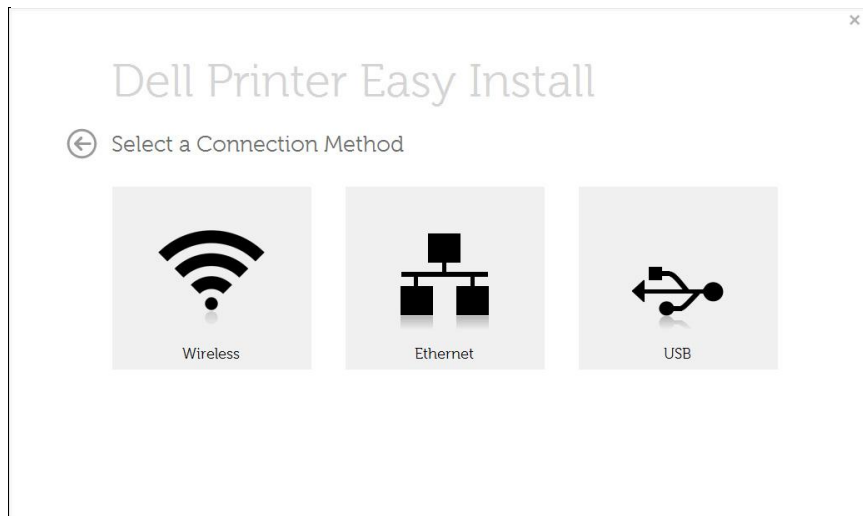 Dell Printer Easy Install
Select a Connection Method
Wireless
Ethernet
USB